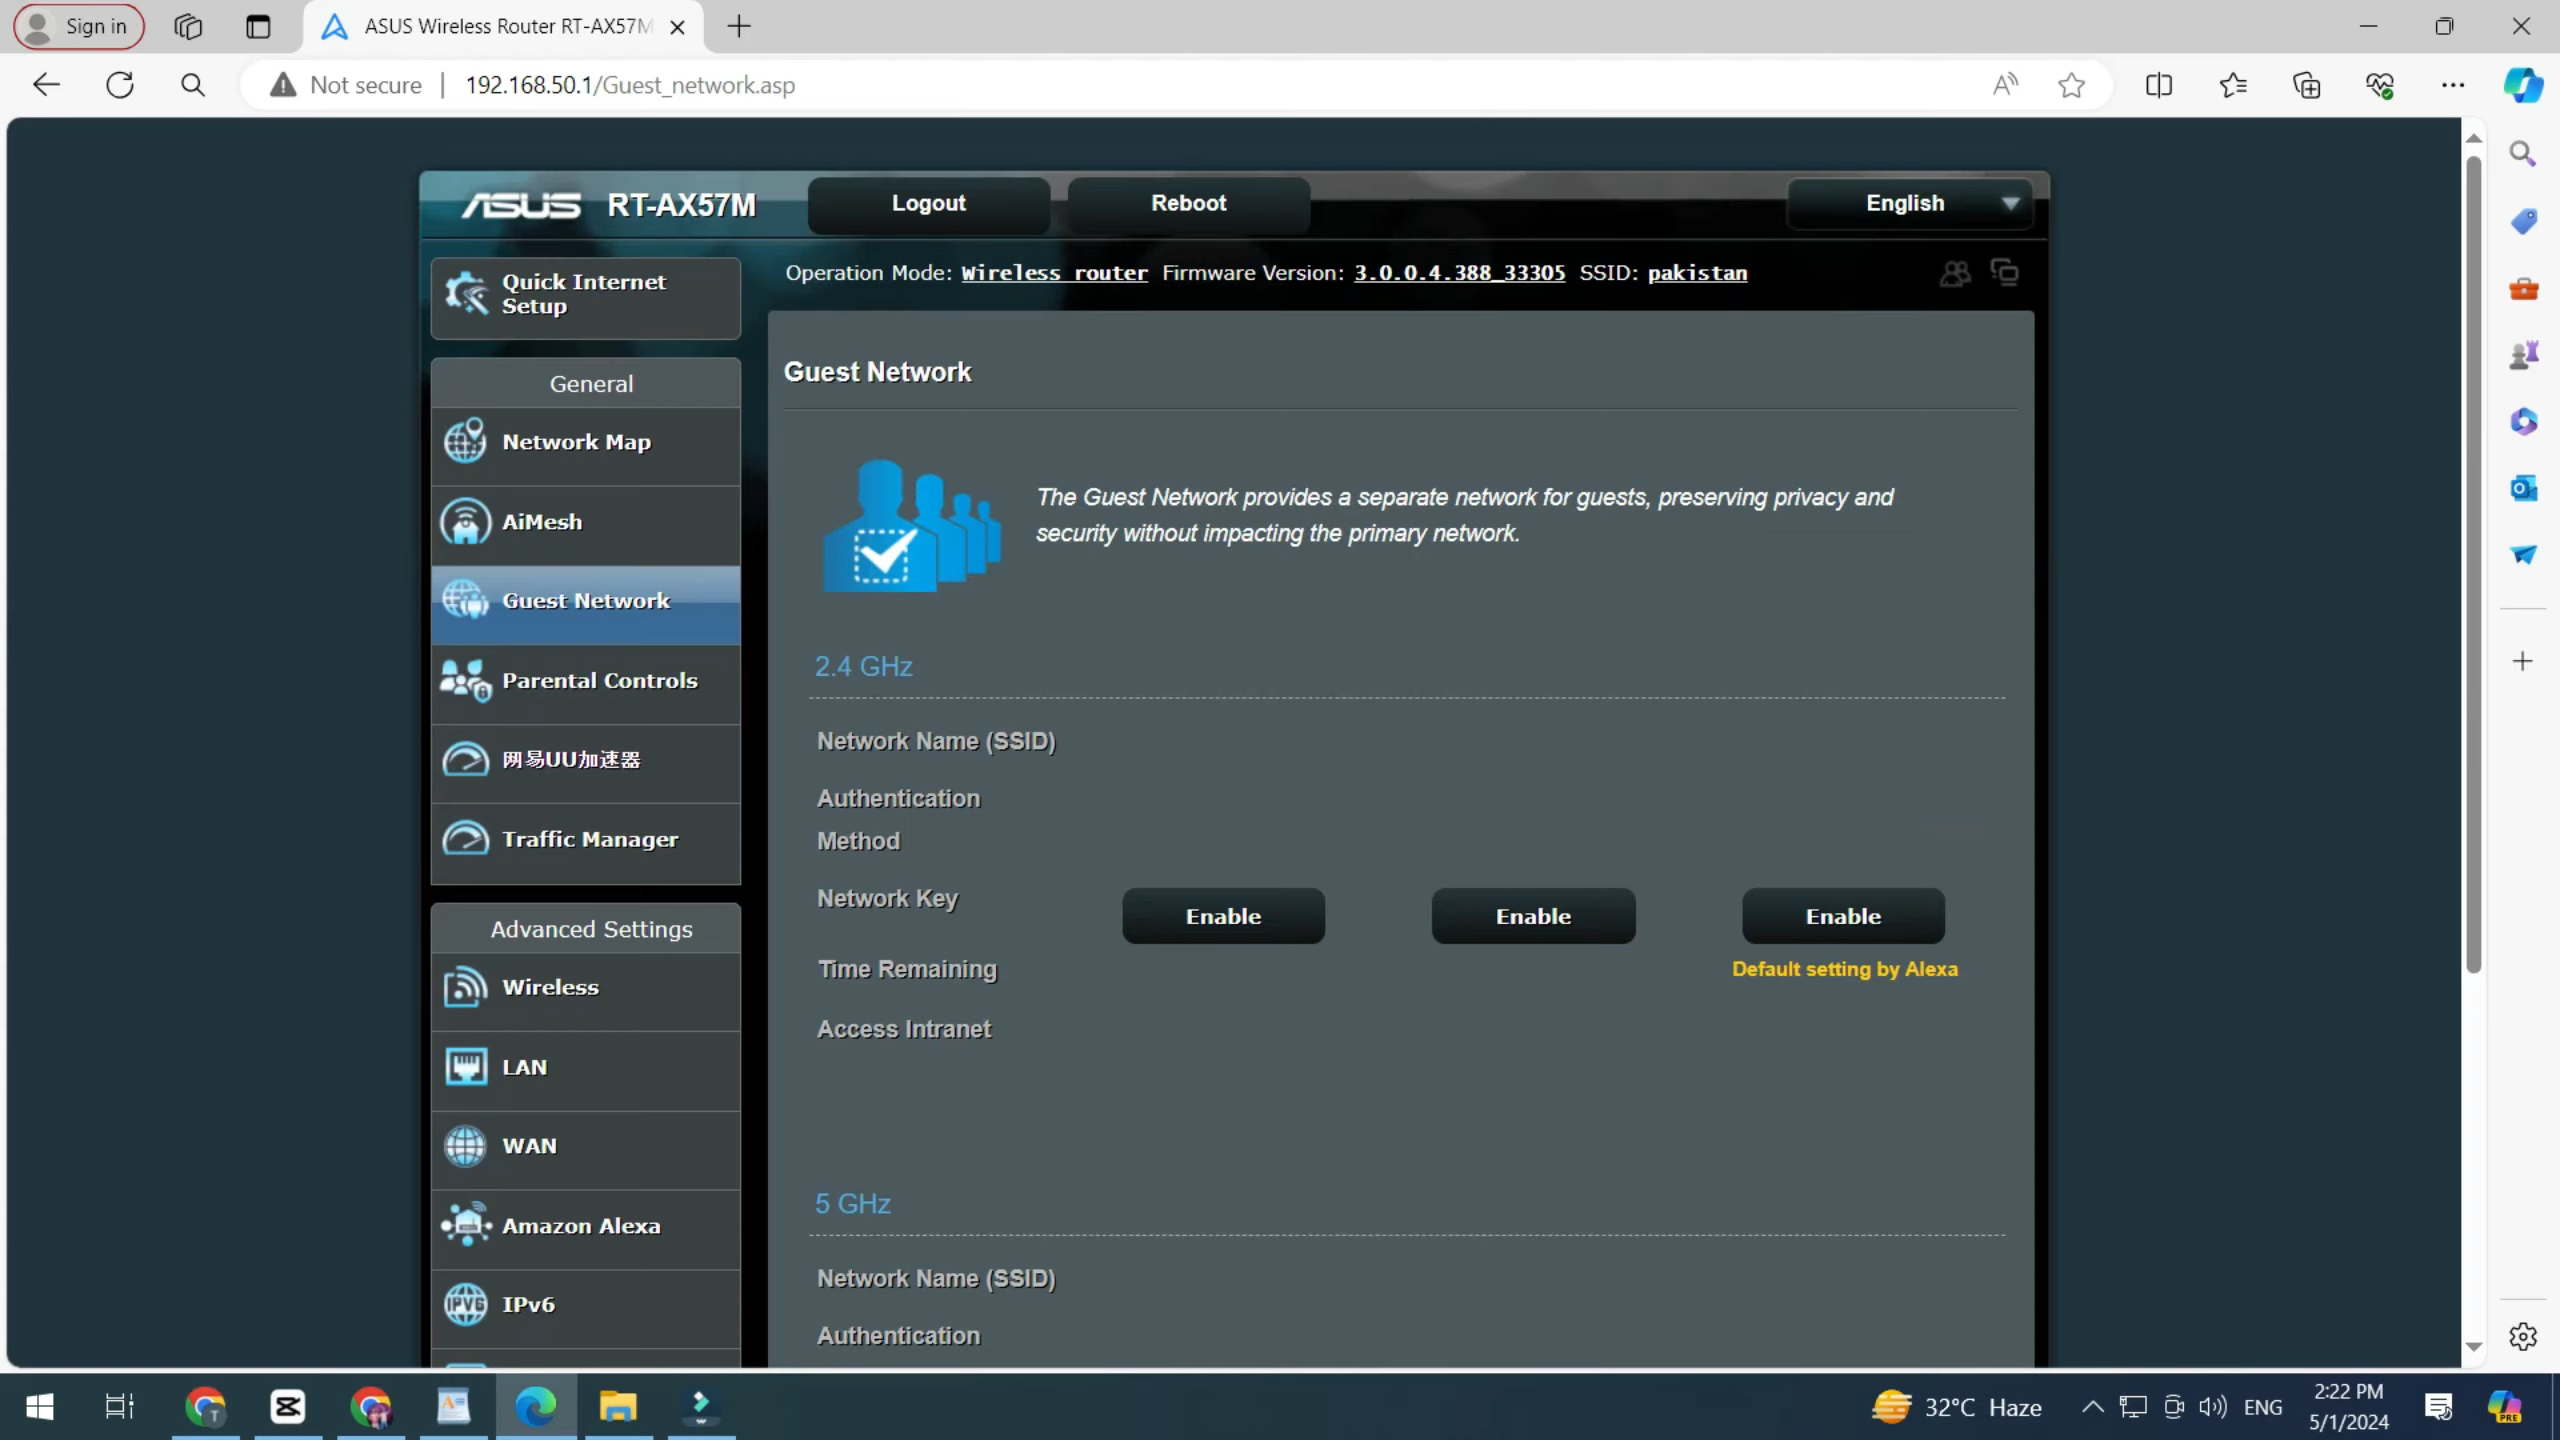 Sign in
ASUS Wireless Router RT-AX57M
Not secure
192.168.50.1/Guest_network.asp
ASUS RT-AX57M
Logout
Reboot
English
Quick Internet
Setup
Operation Mode: Wireless router Firmware Version: 3.0.0.4.388_33305 SSID: pakistan
General
Network Map
AiMesh
Guest Network
Parental Controls
网易UU加速器
Traffic Manager
Advanced Settings
Wireless
LAN
WAN
Amazon Alexa
IPv6
Guest Network
The Guest Network provides a separate network for guests, preserving privacy and
security without impacting the primary network.
2.4 GHz
Network Name (SSID)
Authentication
Method
Network Key
Enable
Enable
Enable
Time Remaining
Default setting by Alexa
Access Intranet
5 GHz
Network Name (SSID)
Authentication
32°C Haze
ENG
2:22 PM
5/1/2024
PRE